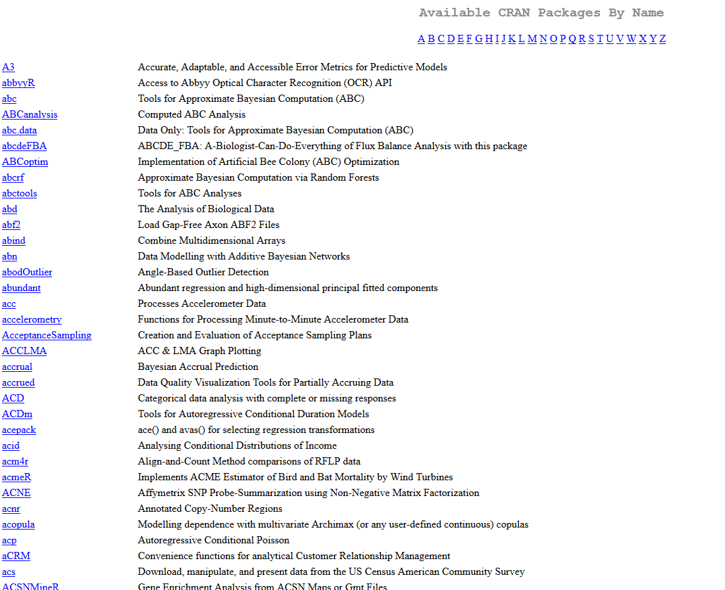 Available CRAN Packages By Name
A B C D E F G H I J K L M N O P Q R S T U V W X Y Z
A3 Accurate, Adaptable, and Accessible Error Metrics for Predictive Models
abbyyR Access to Abbyy Optical Character Recognition (OCR) API
abc Tools for Approximate Bayesian Computation (ABC)
ABCanalysis Computed ABC Analysis
abc.data Data Only: Tools for Approximate Bayesian Computation (ABC)
abcdeFBA ABCDE_FBA: A-Biologist-Can-Do-Everything of Flux Balance Analysis with this package
ABCoptim Implementation of Artificial Bee Colony (ABC) Optimization
abcrf Approximate Bayesian Computation via Random Forests
abctools Tools for ABC Analyses
abd The Analysis of Biological Data
abf2 Load Gap-Free Axon ABF2 Files
abind Combine Multidimensional Arrays
abn Data Modelling with Additive Bayesian Networks
abodOutlier Angle-Based Outlier Detection
abundant Abundant regression and high-dimensional principal fitted components
acc Processes Accelerometer Data
accelerometry Functions for Processing Minute-to-Minute Accelerometer Data
AcceptanceSampling Creation and Evaluation of Acceptance Sampling Plans
ACCLMA ACC & LMA Graph Plotting
accrual Bayesian Accrual Prediction
accrued Data Quality Visualization Tools for Partially Accruing Data
ACD Categorical data analysis with complete or missing responses
ACDm Tools for Autoregressive Conditional Duration Models
acepack ace() and avas() for selecting regression transformations
acid Analysing Conditional Distributions of Income
acm4r Align-and-Count Method comparisons of RFLP data
acmeR Implements ACME Estimator of Bird and Bat Mortality by Wind Turbines
ACNE Affymetrix SNP Probe-Summarization using Non-Negative Matrix Factorization
acnr Annotated Copy-Number Regions
acopula Modelling dependence with multivariate Archimax (or any user-defined continuous) copulas
acp Autoregressive Conditional Poisson
aCRM Convenience functions for analytical Customer Relationship Management
acs Download, manipulate, and present data from the US Census American Community Survey
ACSNMineR Gene Enrichment Analysis from ACSN Maps or Gmt Files